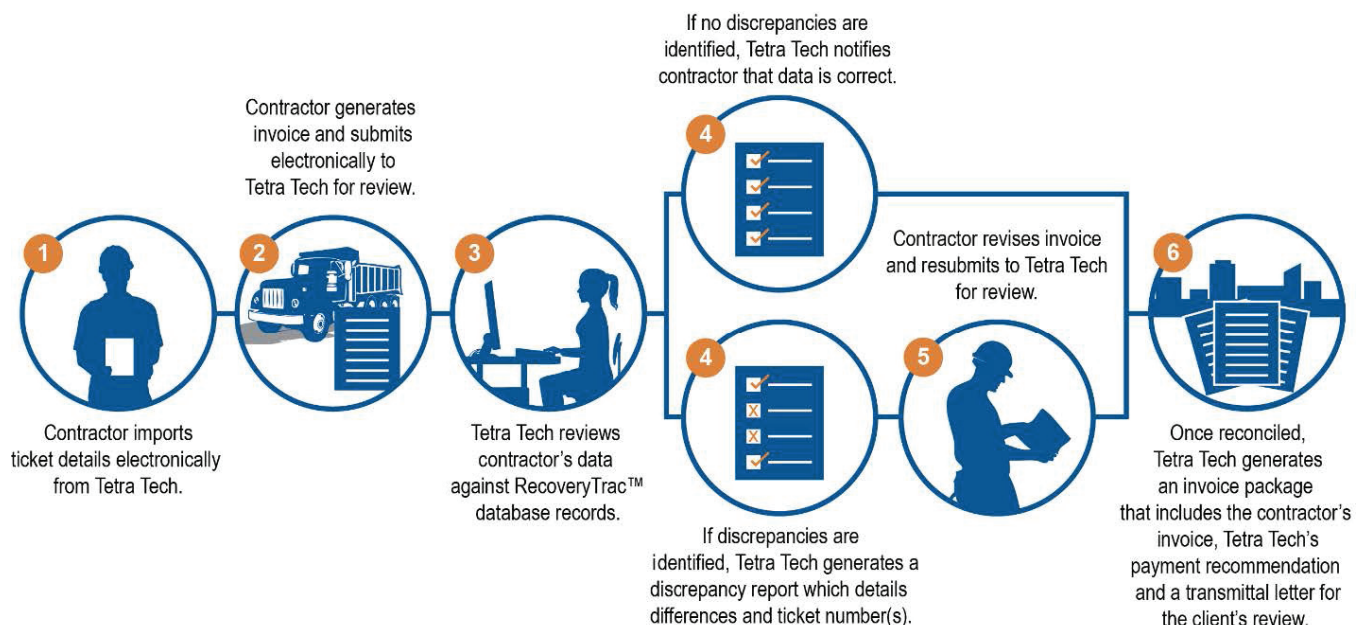 1
Contractor imports
ticket details electronically
from Tetra Tech.
Contractor generates
invoice and submits
electronically to
Tetra Tech for review.
2
3
Tetra Tech reviews
contractor's data
against RecoveryTrac™
database records.
If no discrepancies are
identified, Tetra Tech notifies
contractor that data is correct.
4
4
If discrepancies are
identified, Tetra Tech generates a
discrepancy report which details
differences and ticket number(s).
Contractor revises invoice
and resubmits to Tetra Tech
for review.
5
6
Once reconciled,
Tetra Tech generates
an invoice package
that includes the contractor's
invoice, Tetra Tech's
payment recommendation
and a transmittal letter for
the client's review.